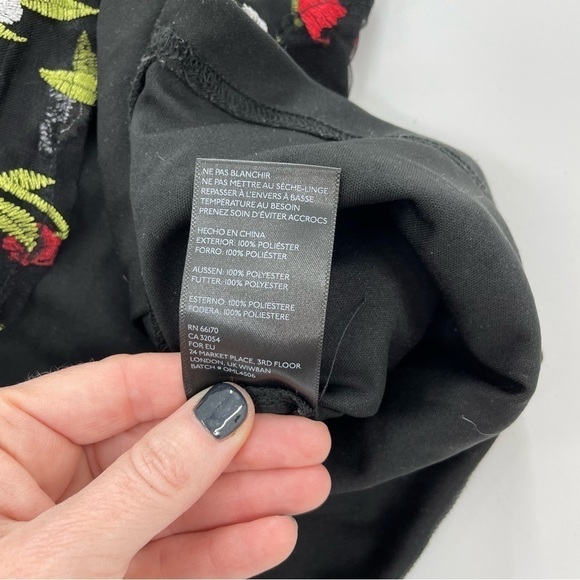 NE PAS BLANCHIR
NE PAS METTRE AU SÈCHE-LINGE
REPASSER À L'ENVERS À BASSE
TEMPÉRATURE AU BESOIN
PRENEZ SOIN D'ÉVITER ACCROCS
HECHO EN CHINA
EXTERIOR: 100% POLIÉSTER
FORRO: 100% POLIÉSTER
AUSSEN: 100% POLYESTER
FUTTER: 100% POLYESTER
ESTERNO: 100% POLIESTERE
FODERA: 100% POLIESTERE
RN 66170
CA 32054
FOR EU
24 MARKET PLACE, 3RD FLOOR
LONDON, UK W1W8AN
BATCH # OML4506